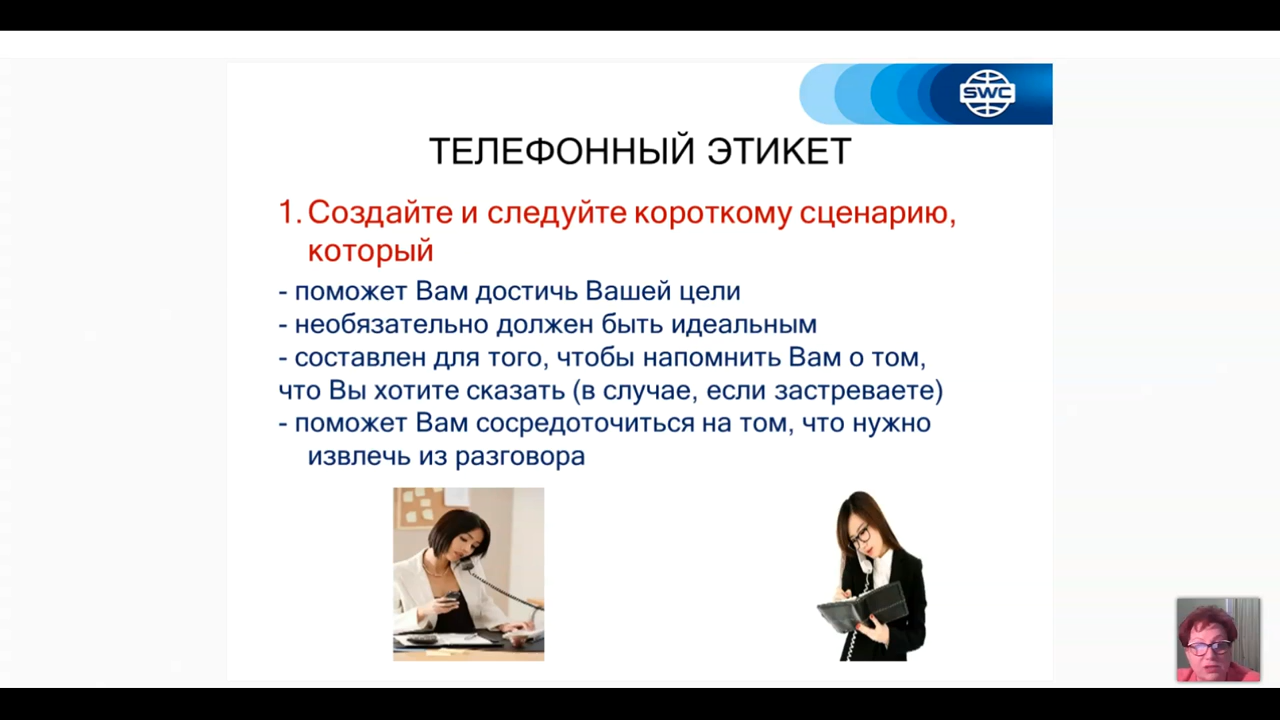 SWC
ТЕЛЕФОННЫЙ ЭТИКЕТ
1. Создайте и следуйте короткому сценарию,
который
- поможет Вам достичь Вашей цели
- необязательно должен быть идеальным
- составлен для того, чтобы напомнить Вам о том,
что Вы хотите сказать (в случае, если застреваете)
- поможет Вам сосредоточиться на том, что нужно
извлечь из разговора